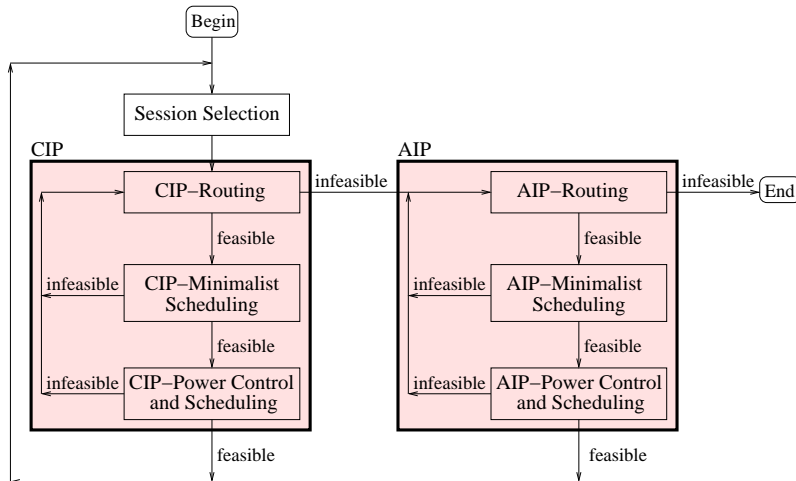 Begin
Session Selection
CIP
AIP
CIP−Routing
infeasible
AIP−Routing
infeasible
End
feasible
feasible
infeasible
CIP−Minimalist
Scheduling
infeasible
AIP−Minimalist
Scheduling
feasible
feasible
infeasible
CIP−Power Control
and Scheduling
infeasible
AIP−Power Control
and Scheduling
feasible
feasible